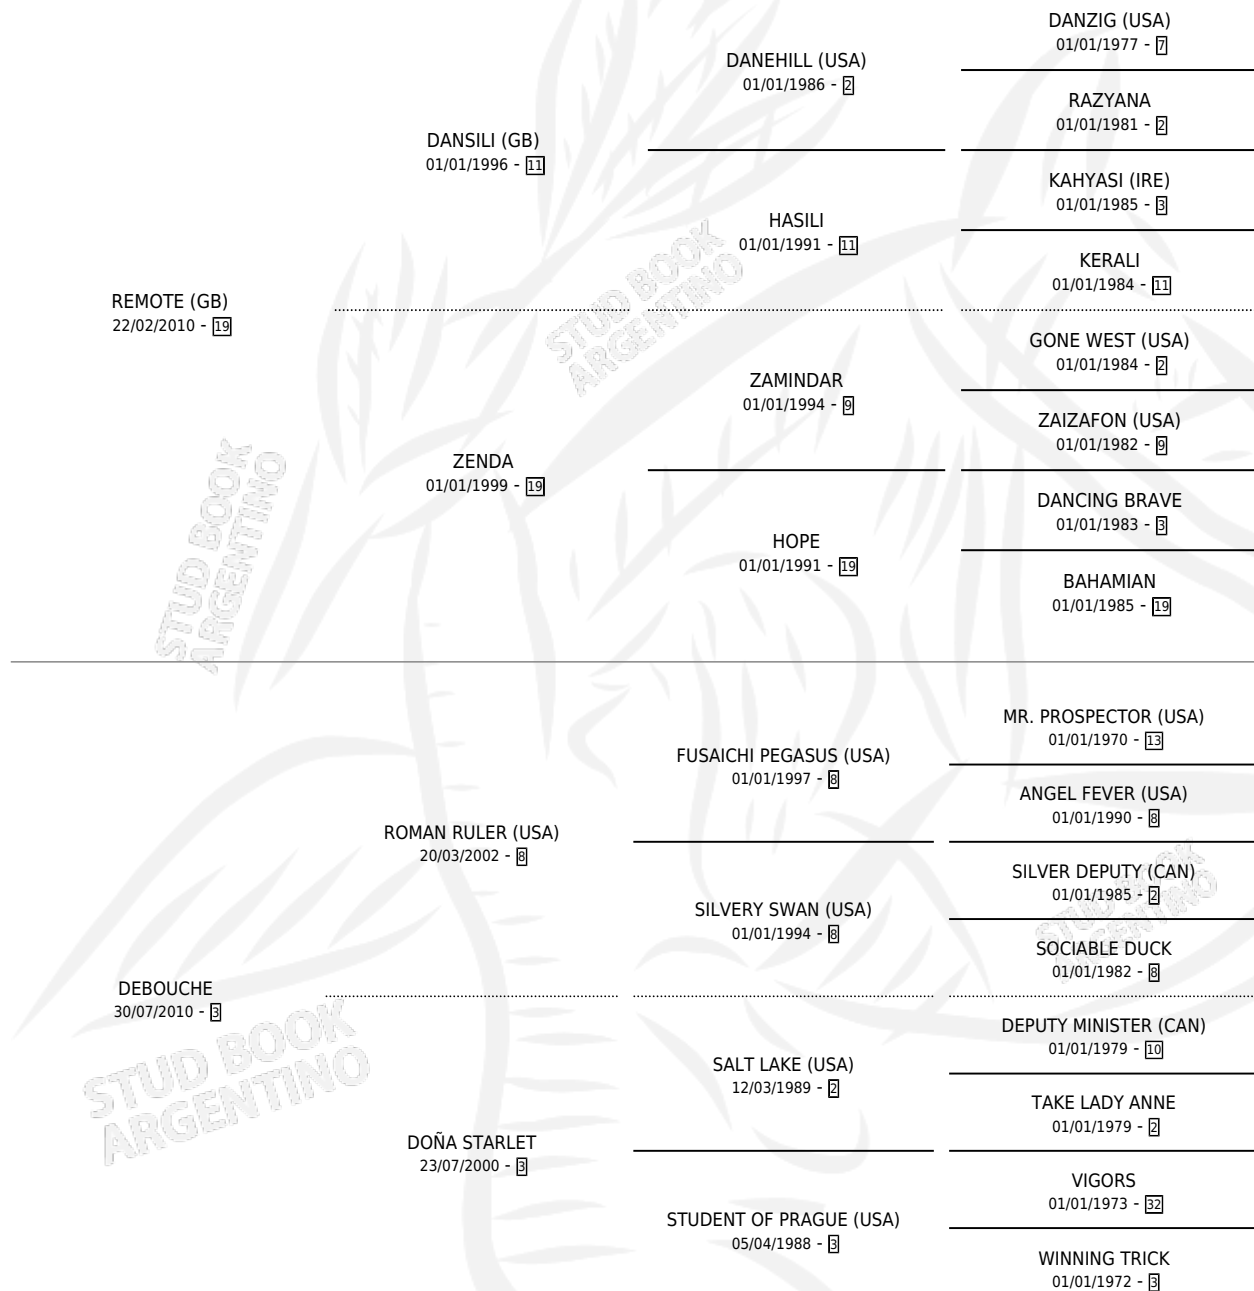 DANZIG (USA)
01/01/1977 - 7
DANEHILL (USA)
01/01/1986 - 2
RAZYANA
01/01/1981 - 2
DANSILI (GB)
01/01/1996 - 11
KAHYASI (IRE)
01/01/1985 - 3
HASILI
01/01/1991 - 11
KERALI
01/01/1984 - 11
REMOTE (GB)
22/02/2010 - 19
STUD BOOK
ARGENTINO
GONE WEST (USA)
01/01/1984 - 2
ZAMINDAR
01/01/1994 - 9
ZAIZAFON (USA)
01/01/1982 - 9
ZENDA
01/01/1999 - 19
DANCING BRAVE
01/01/1983 - 3
HOPE
01/01/1991 - 19
BAHAMIAN
01/01/1985 - 19
STUD BOOK
ARGENTINO
MR. PROSPECTOR (USA)
01/01/1970 - 13
FUSAICHI PEGASUS (USA)
01/01/1997 - 8
ANGEL FEVER (USA)
01/01/1990 - 8
ROMAN RULER (USA)
20/03/2002 - 8
SILVER DEPUTY (CAN)
01/01/1985 - 2
SILVERY SWAN (USA)
01/01/1994 - 8
STUD BOOK
ARGENTINO
SOCIABLE DUCK
01/01/1982 - 8
DEBOUCHE
30/07/2010 - 3
STUD BOOK
ARGENTINO
DEPUTY MINISTER (CAN)
01/01/1979 - 10
SALT LAKE (USA)
12/03/1989 - 2
TAKE LADY ANNE
01/01/1979 - 2
DOÑA STARLET
23/07/2000 - 3
VIGORS
01/01/1973 - 32
STUDENT OF PRAGUE (USA)
05/04/1988 - 3
WINNING TRICK
01/01/1972 - 3